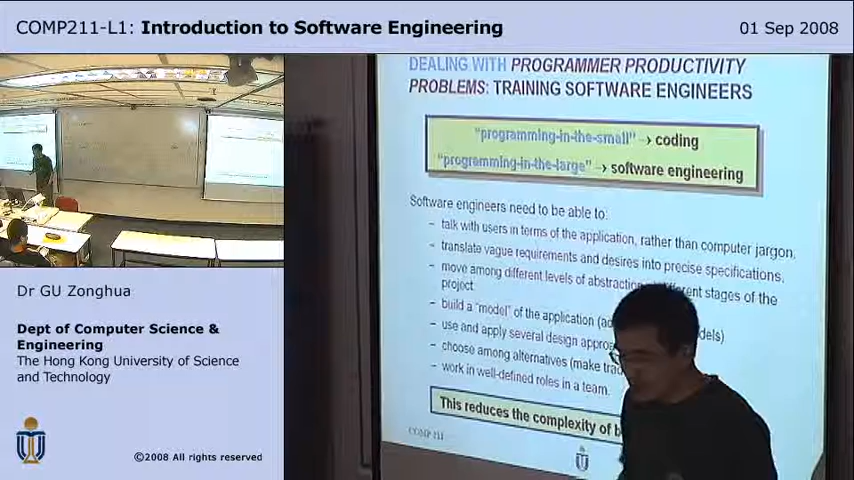 COMP211-L1: Introduction to Software Engineering
01 Sep 2008
DEALING WITH PROGRAMMER PRODUCTIVITY
PROBLEMS: TRAINING SOFTWARE ENGINEERS
"programming-in-the-small" → coding
"programming-in-the-large" → software engineering
Software engineers need to be able to:
– talk with users in terms of the application, rather than computer jargon.
– translate vague requirements and desires into precise specifications.
– move among different levels of abstraction stages of the
project
– build a "model" of the application
– use and apply several design
– choose among alternatives (make
– work in well-defined roles in a team.
This reduces the complexity of
COMP 211
Dr GU Zonghua
Dept of Computer Science &
Engineering
The Hong Kong University of Science
and Technology
©2008 All rights reserved